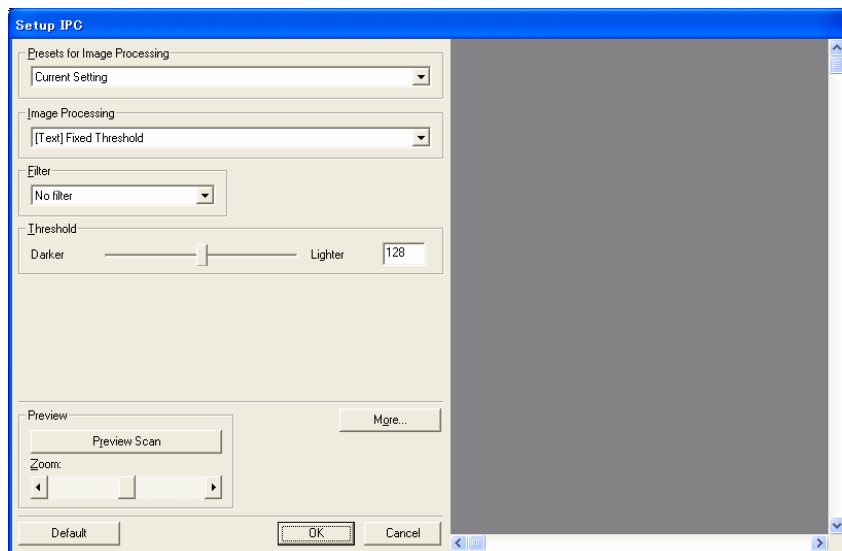 Setup IPC
Presets for Image Processing
Current Setting
Image Processing
[Text] Fixed Threshold
Filter
No filter
Threshold
Darker Lighter 128
Preview
More...
Preview Scan
Zoom:
Default OK Cancel